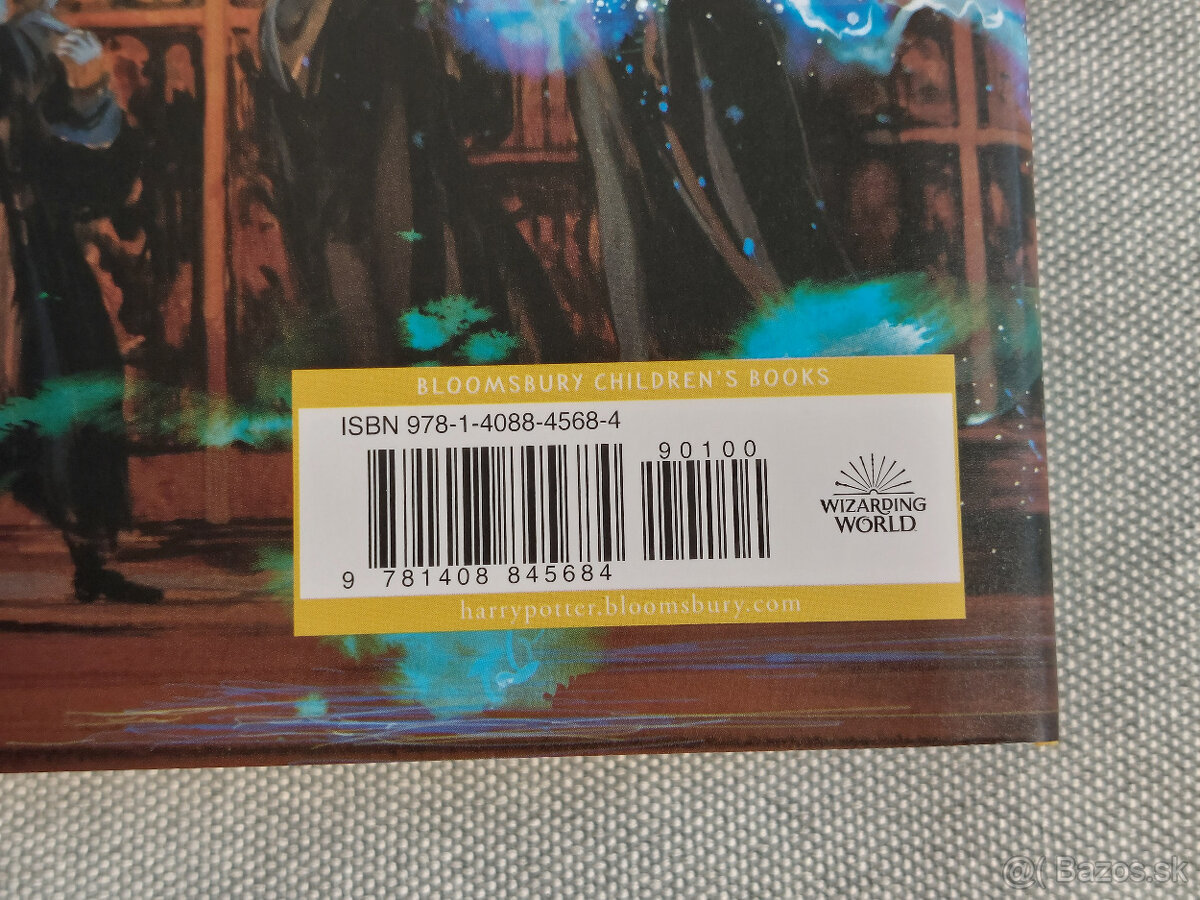 BLOOMSBURY CHILDREN'S BOOKS
ISBN 978-1-4088-4568-4
90100
9 781408 845684
WIZARDING
WORLD
harrypotter.bloomsbury.com
@( Bazos.sk